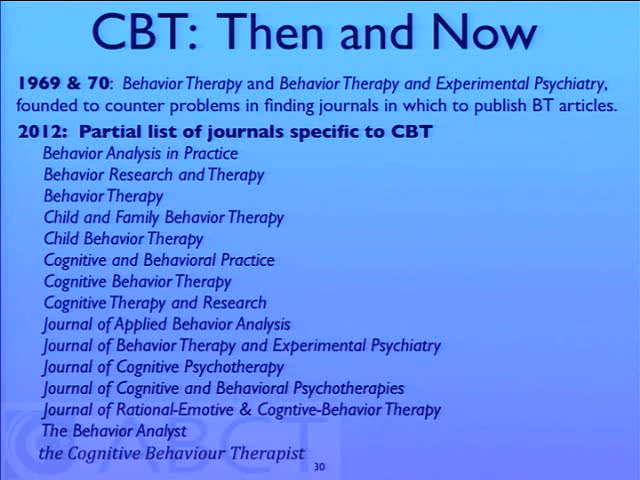 CBT: Then and Now
1969 & 70: Behavior Therapy and Behavior Therapy and Experimental Psychiatry,
founded to counter problems in finding journals in which to publish BT articles.
2012: Partial list of journals specific to CBT
Behavior Analysis in Practice
Behavior Research and Therapy
Behavior Therapy
Child and Family Behavior Therapy
Child Behavior Therapy
Cognitive and Behavioral Practice
Cognitive Behavior Therapy
Cognitive Therapy and Research
Journal of Applied Behavior Analysis
Journal of Behavior Therapy and Experimental Psychiatry
Journal of Cognitive Psychotherapy
Journal of Cognitive and Behavioral Psychotherapies
Journal of Rational-Emotive & Cogntive-Behavior Therapy
The Behavior Analyst
the Cognitive Behaviour Therapist
ABCT
30